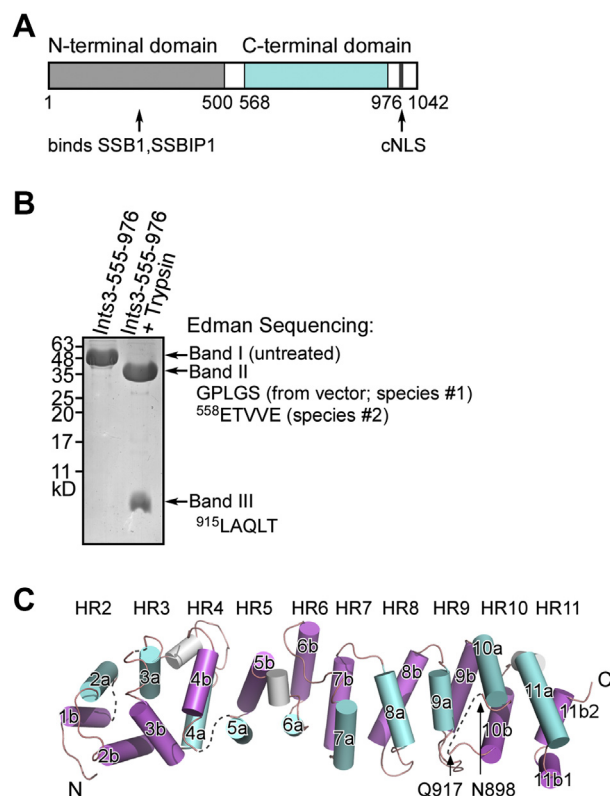 A
N-terminal domain C-terminal domain
1 500 568 976 1042
binds SSB1,SSBIP1 cNLS
B
Ints3-555-976
Ints3-555-976
+ Trypsin
Edman Sequencing:
63
48
35
25
20
17
11
kD
Band I (untreated)
Band II
GPLGS (from vector; species #1)
558ETVVE (species #2)
Band III
915LAQLT
C
HR2 HR3 HR4 HR5 HR6 HR7 HR8 HR9 HR10 HR11
1b 2a 2b 3a 3b 4a 4b 5a 5b 6a 6b 7a 7b 8a 8b 9a 9b 10a 10b 11a 11b1 11b2
N C
Q917 N898